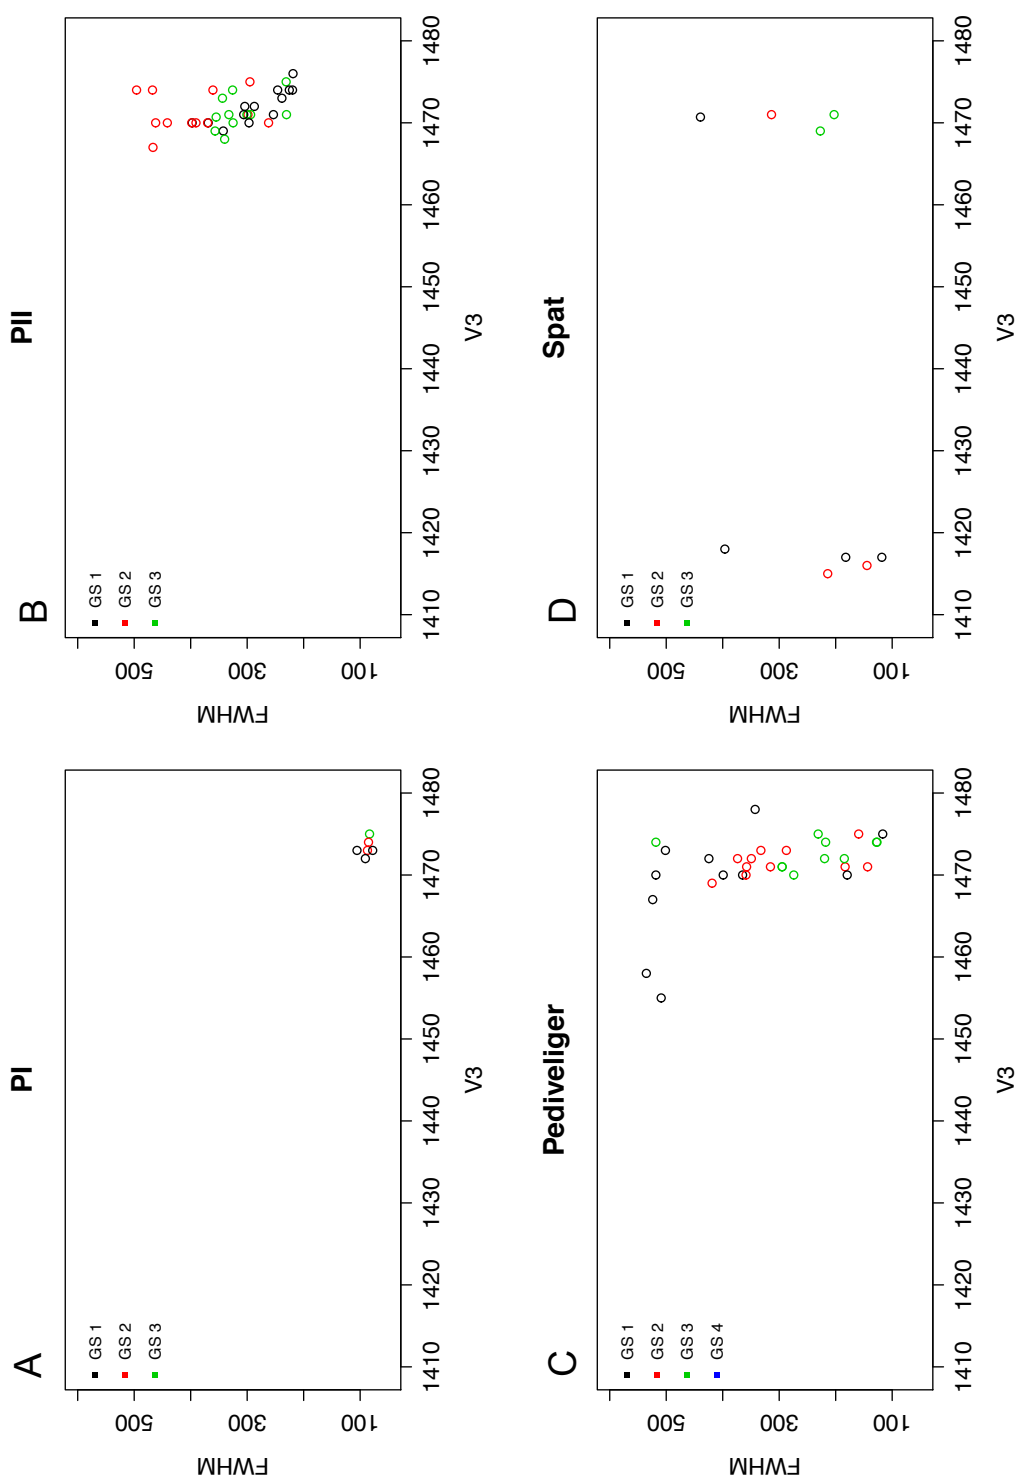 A
PI
GS 1
GS 2
GS 3
FWHM
500
300
100
1410
1420
1430
1440
1450
1460
1470
1480
V3
B
PII
GS 1
GS 2
GS 3
FWHM
500
300
100
1410
1420
1430
1440
1450
1460
1470
1480
V3
C
Pediveliger
GS 1
GS 2
GS 3
GS 4
FWHM
500
300
100
1410
1420
1430
1440
1450
1460
1470
1480
V3
D
Spat
GS 1
GS 2
GS 3
FWHM
500
300
100
1410
1420
1430
1440
1450
1460
1470
1480
V3